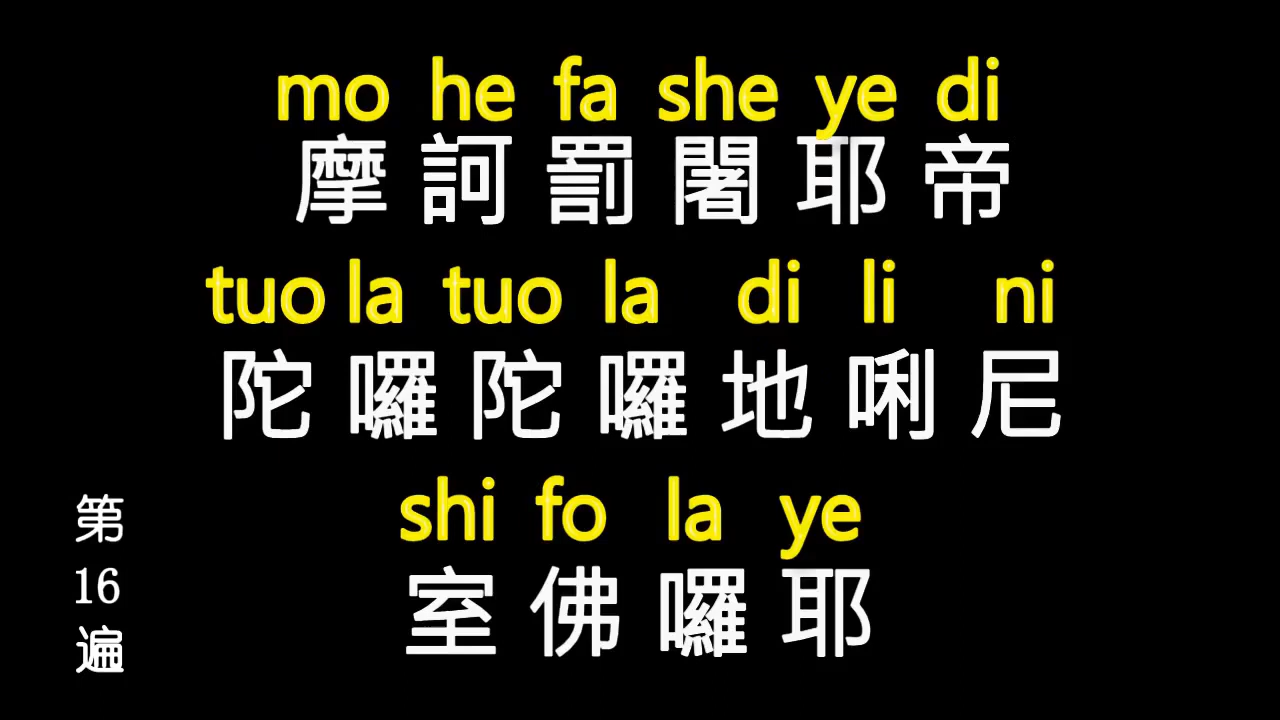 mo he fa she ye di
摩 訶 罰 闍 耶 帝
tuo la tuo la di li ni
陀 囉 陀 囉 地 唎 尼
shi fo la ye
室 佛 囉 耶
第
16
遍